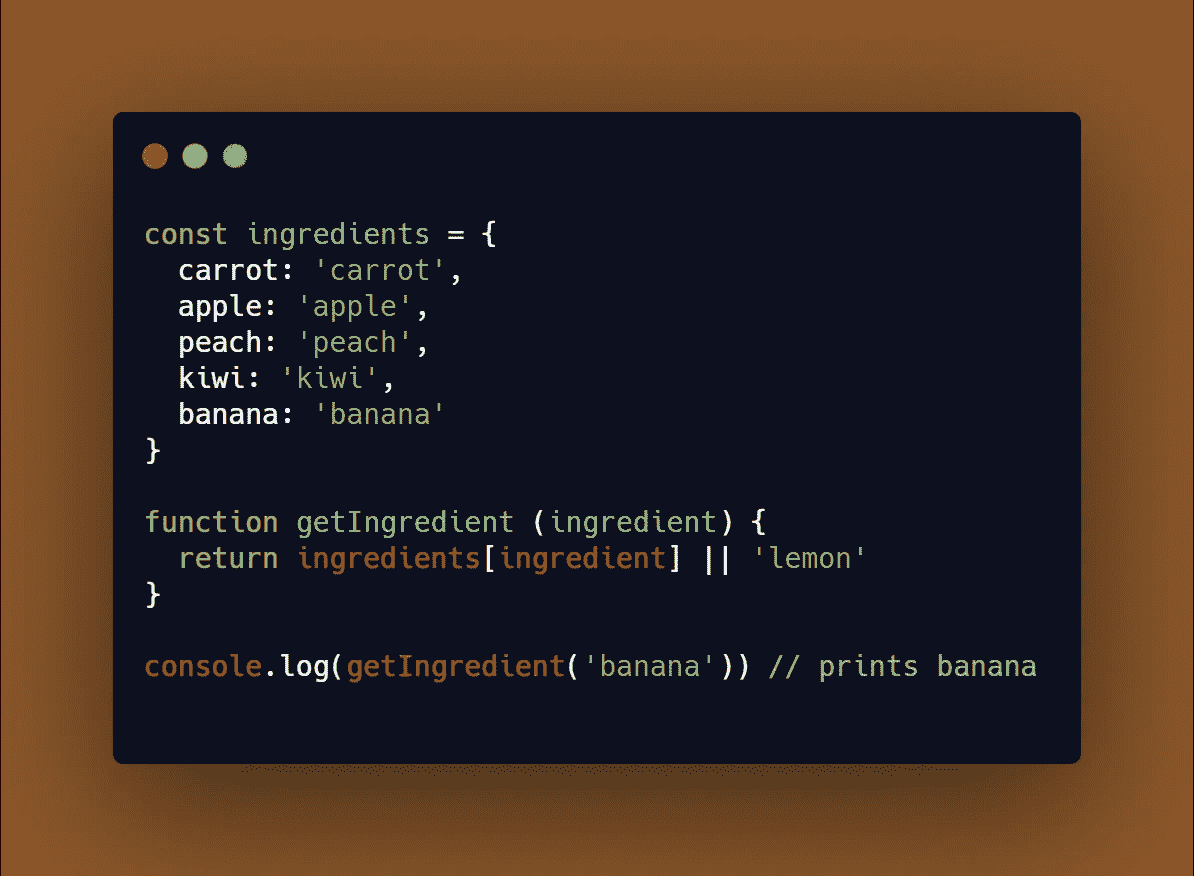 const ingredients = {
  carrot: 'carrot',
  apple: 'apple',
  peach: 'peach',
  kiwi: 'kiwi',
  banana: 'banana'
}
function getIngredient (ingredient) {
  return ingredients[ingredient] || 'lemon'
}
console.log(getIngredient('banana')) // prints banana